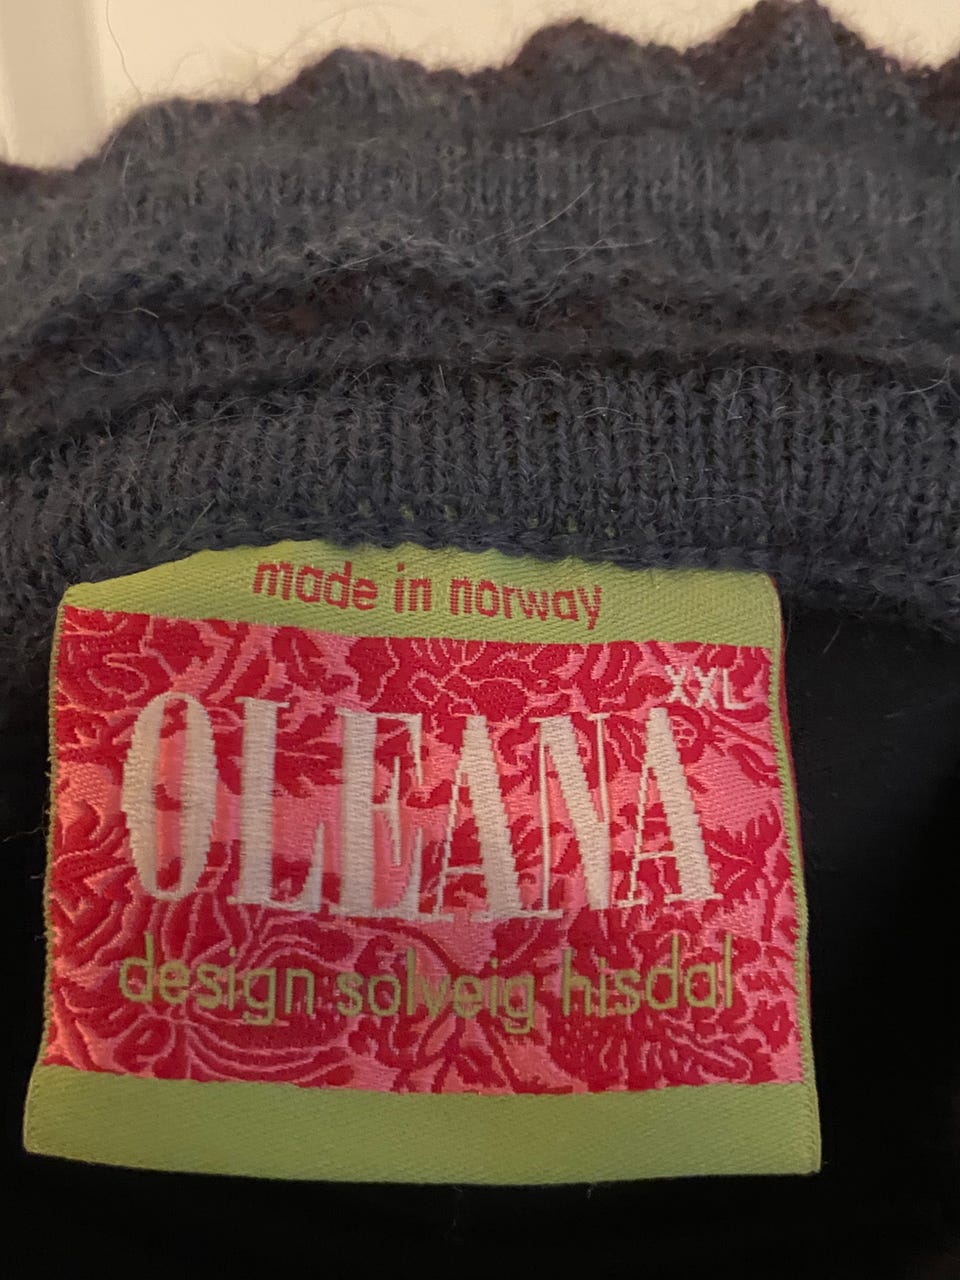 made in norway
XXL
OLEANA
design solveig hisdal